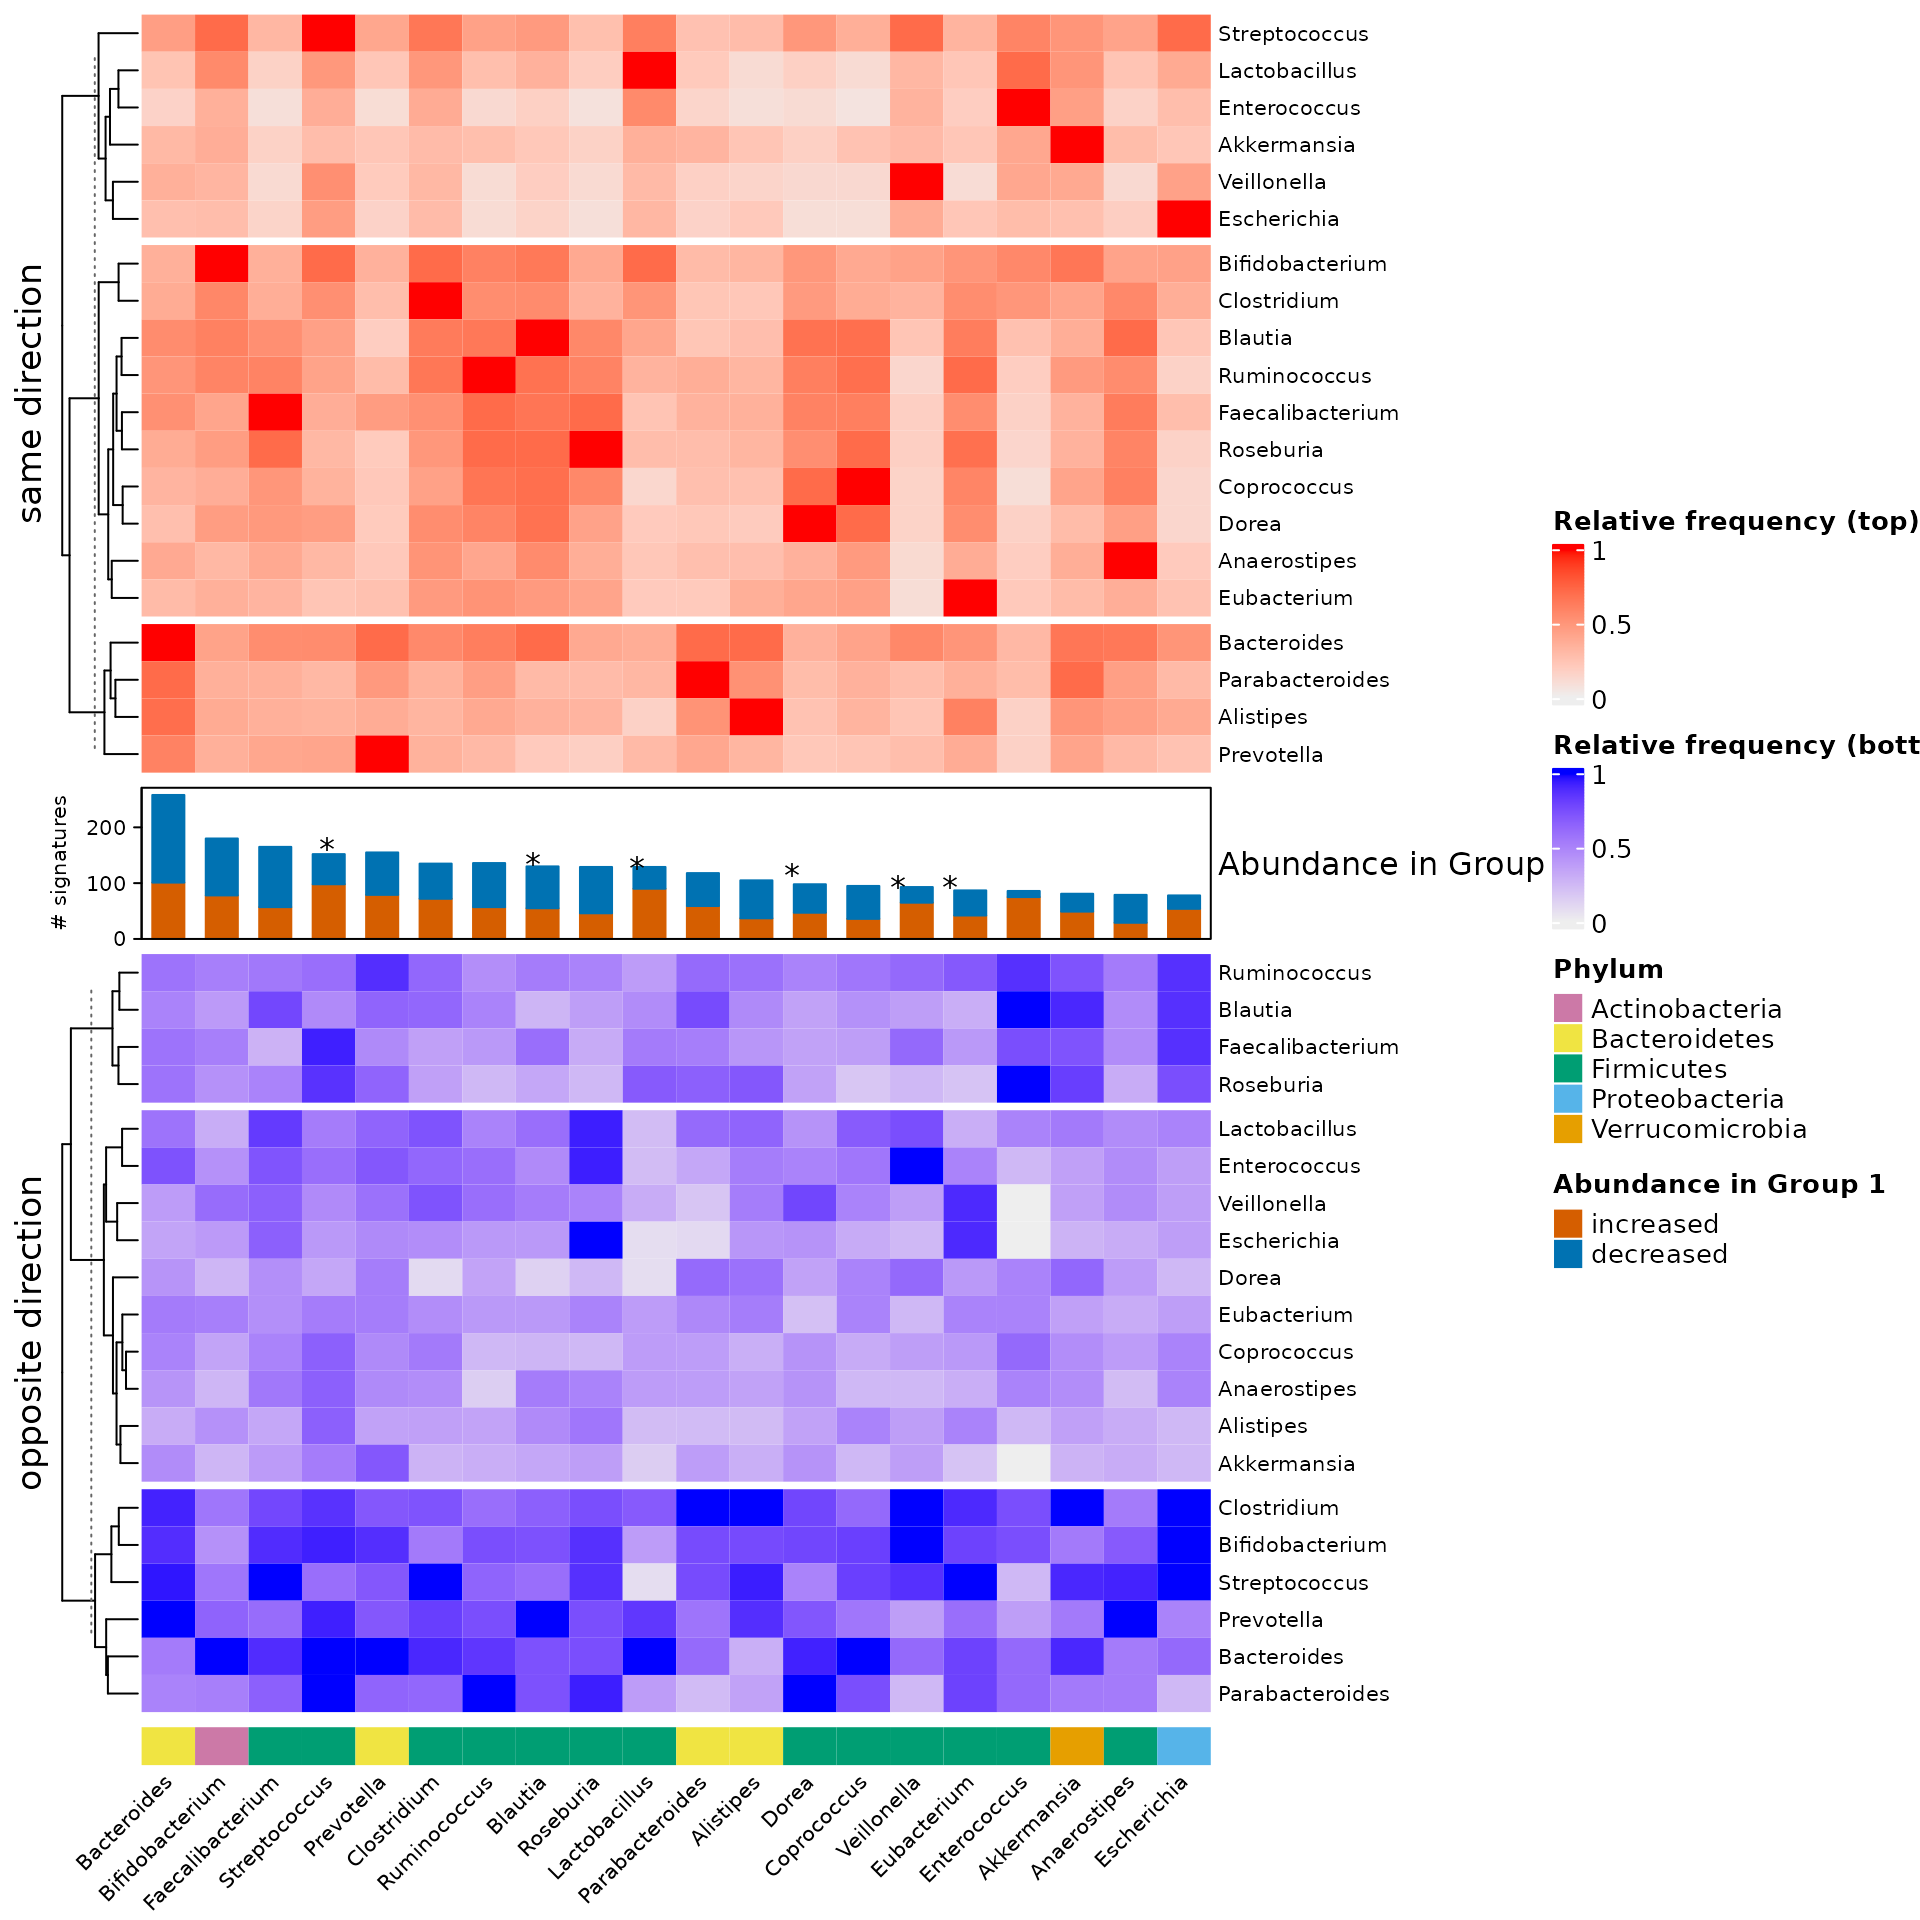 same direction
Streptococcus
Lactobacillus
Enterococcus
Akkermansia
Veillonella
Escherichia
Bifidobacterium
Clostridium
Blautia
Ruminococcus
Faecalibacterium
Roseburia
Coprococcus
Dorea
Anaerostipes
Eubacterium
Bacteroides
Parabacteroides
Alistipes
Prevotella
# signatures
200
100
0
*
*
*
*
*
*
Abundance in Group
opposite direction
Ruminococcus
Blautia
Faecalibacterium
Roseburia
Lactobacillus
Enterococcus
Veillonella
Escherichia
Dorea
Eubacterium
Coprococcus
Anaerostipes
Alistipes
Akkermansia
Clostridium
Bifidobacterium
Streptococcus
Prevotella
Bacteroides
Parabacteroides
Bacteroides
Bifidobacterium
Faecalibacterium
Streptococcus
Prevotella
Clostridium
Ruminococcus
Blautia
Roseburia
Lactobacillus
Parabacteroides
Alistipes
Dorea
Coprococcus
Veillonella
Eubacterium
Enterococcus
Akkermansia
Anaerostipes
Escherichia
Relative frequency (top)
1
0.5
0
Relative frequency (bott
1
0.5
0
Phylum
Actinobacteria
Bacteroidetes
Firmicutes
Proteobacteria
Verrucomicrobia
Abundance in Group 1
increased
decreased